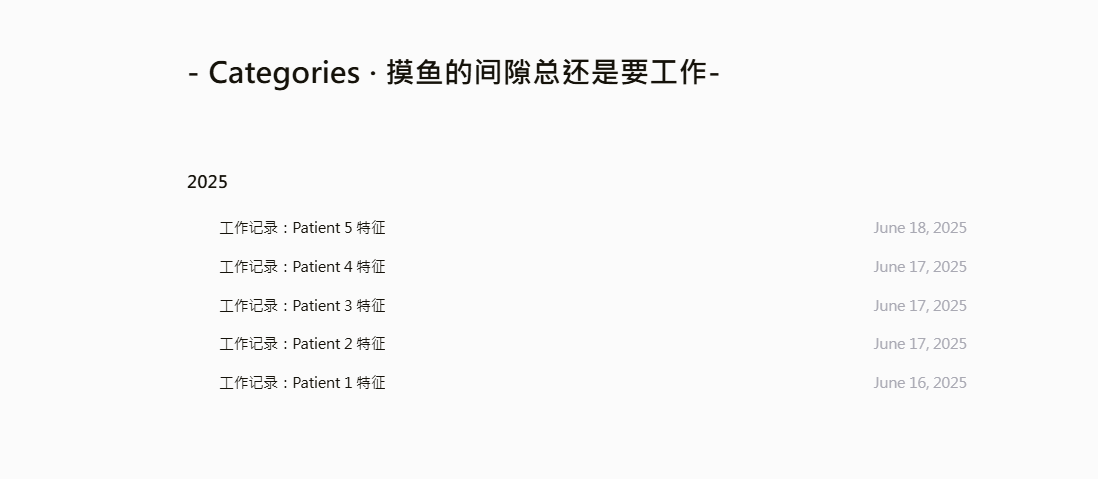 - Categories · 摸鱼的间隙总还是要工作-
2025
工作记录：Patient 5 特征 June 18, 2025
工作记录：Patient 4 特征 June 17, 2025
工作记录：Patient 3 特征 June 17, 2025
工作记录：Patient 2 特征 June 17, 2025
工作记录：Patient 1 特征 June 16, 2025